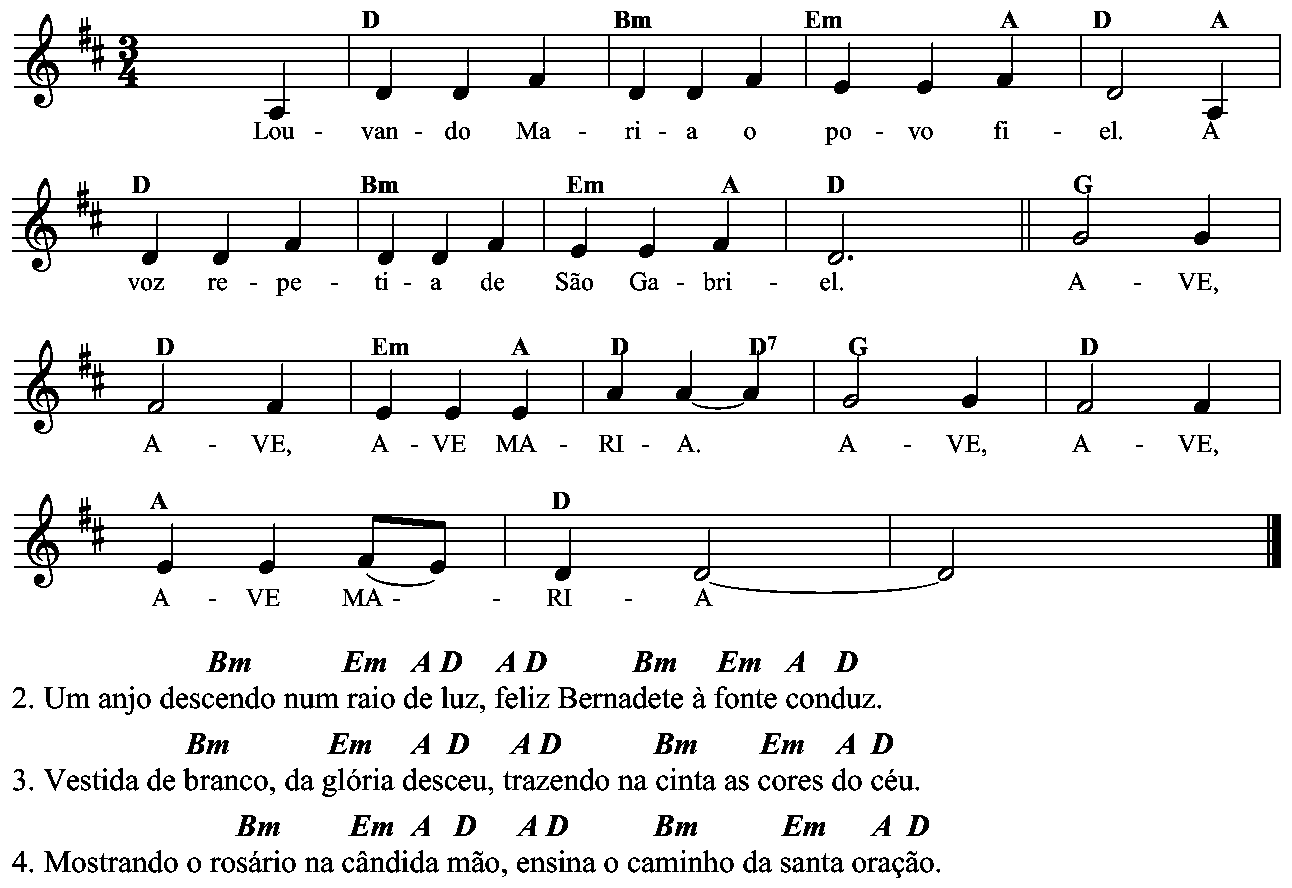 D Bm Em A D A
3
4
Lou - van - do Ma - ri - a o po - vo fi - el. A
D Bm Em A D G
voz re - pe - ti - a de São Ga - bri - el. A - VE,
D Em A D D7 G D
A - VE, A - VE MA - RI - A. A - VE, A - VE,
A D
A - VE MA - - RI - A
Bm Em A D A D Bm Em A D
2. Um anjo descendo num raio de luz, feliz Bernadete à fonte conduz.
Bm Em A D A D Bm Em A D
3. Vestida de branco, da glória desceu, trazendo na cinta as cores do céu.
Bm Em A D A D Bm Em A D
4. Mostrando o rosário na cândida mão, ensina o caminho da santa oração.